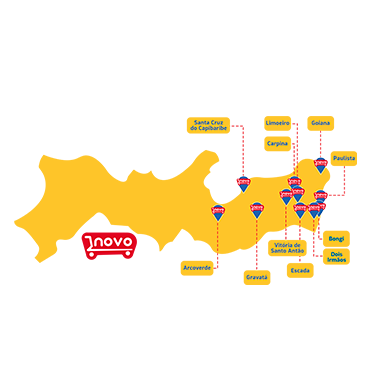 Santa Cruz
do Capibaribe
Limoeiro
Goiana
Carpina
Paulista
novo
Vitória de
Santo Antão
Bongi
Dois
Irmãos
Arcoverde
Gravatá
Escada